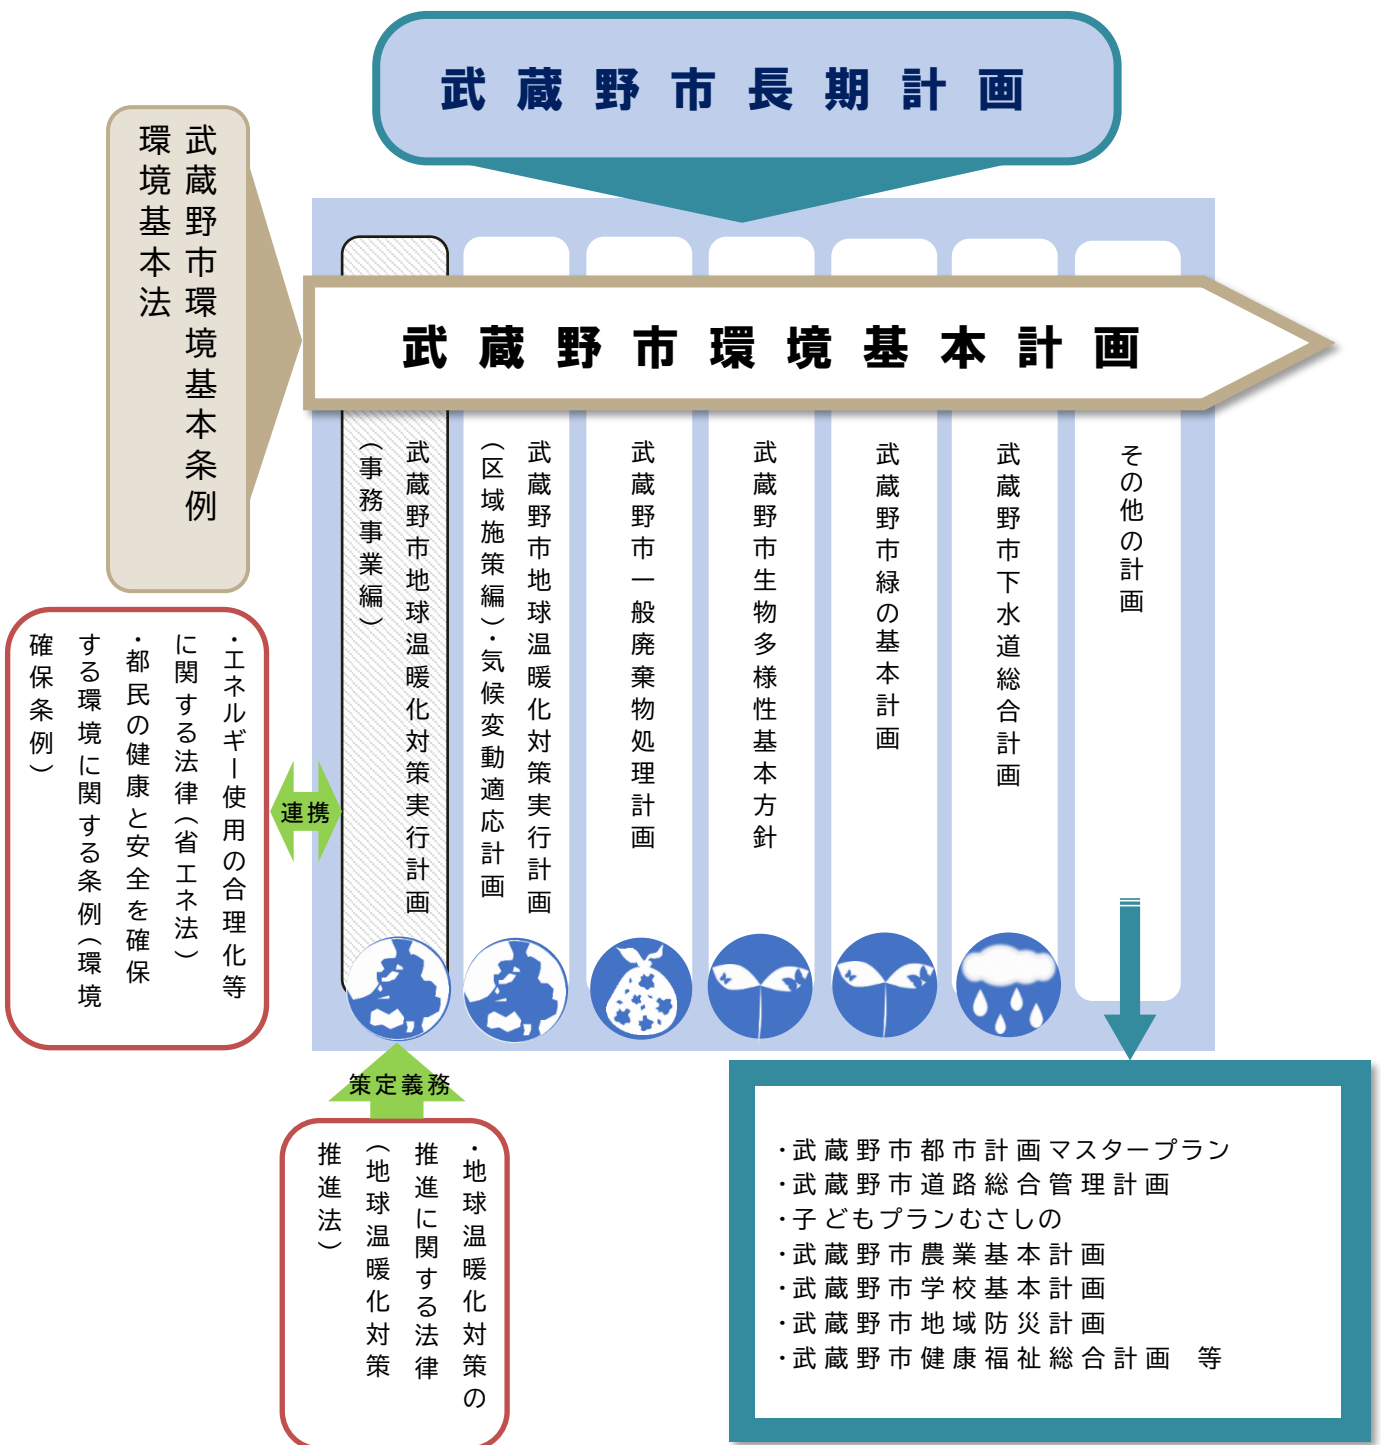 武蔵野市長期計画
武蔵野市環境基本条例
環境基本法
武蔵野市環境基本計画
武蔵野市地球温暖化対策実行計画
（事務事業編）
武蔵野市地球温暖化対策実行計画
（区域施策編）・気候変動適応計画
武蔵野市一般廃棄物処理計画
武蔵野市生物多様性基本方針
武蔵野市緑の基本計画
武蔵野市下水道総合計画
その他の計画
・エネルギー使用の合理化等
に関する法律（省エネ法）
・都民の健康と安全を確保
する環境に関する条例（環境
確保条例）
連携
策定義務
・地球温暖化対策の
推進に関する法律
（地球温暖化対策
推進法）
・武蔵野市都市計画マスタープラン
・武蔵野市道路総合管理計画
・子どもプランむさしの
・武蔵野市農業基本計画
・武蔵野市学校基本計画
・武蔵野市地域防災計画
・武蔵野市健康福祉総合計画　等